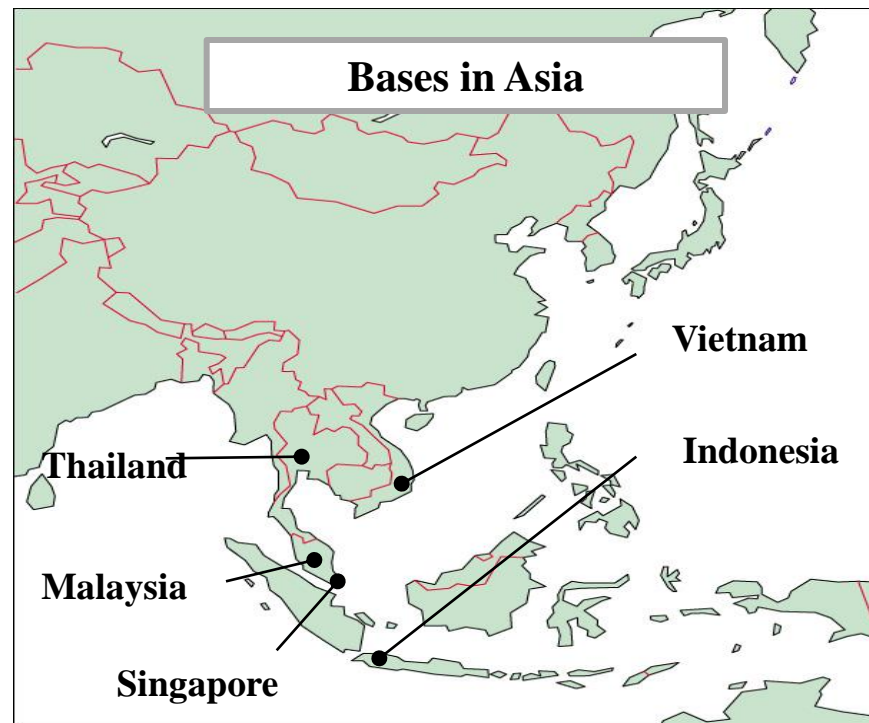 Bases in Asia
Vietnam
Indonesia
Thailand
Malaysia
Singapore